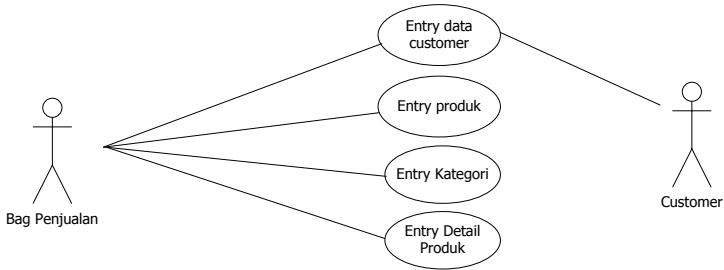 Entry data
customer
Entry produk
Entry Kategori
Entry Detail
Produk
Bag Penjualan
Customer